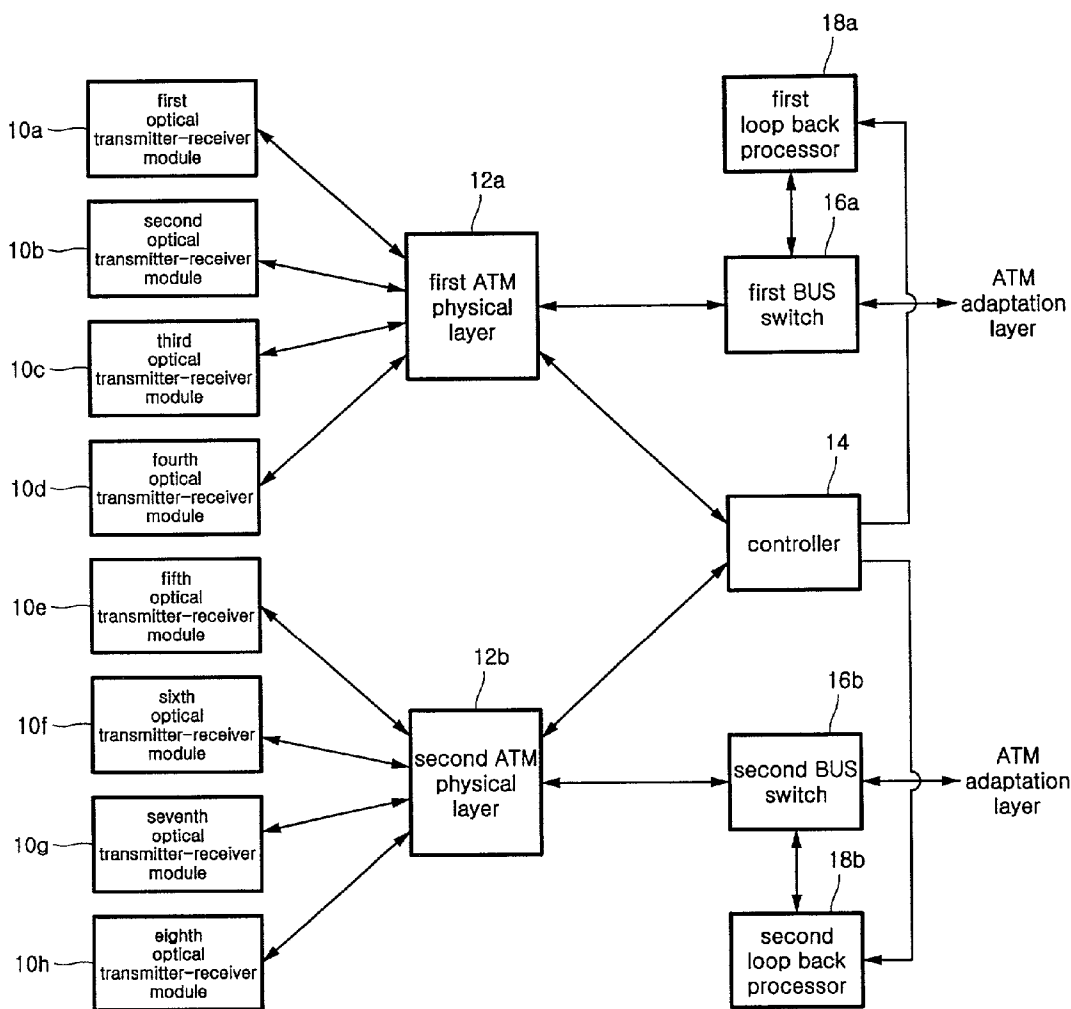 18a
first
loop back
processor
10a
first
optical
transmitter-receiver
module
12a
16a
10b
second
optical
transmitter-receiver
module
first ATM
physical
layer
first BUS
switch
ATM
adaptation
layer
10c
third
optical
transmitter-receiver
module
10d
fourth
optical
transmitter-receiver
module
14
controller
10e
fifth
optical
transmitter-receiver
module
12b
16b
10f
sixth
optical
transmitter-receiver
module
second ATM
physical
layer
second BUS
switch
ATM
adaptation
layer
10g
seventh
optical
transmitter-receiver
module
18b
10h
eighth
optical
transmitter-receiver
module
second
loop back
processor